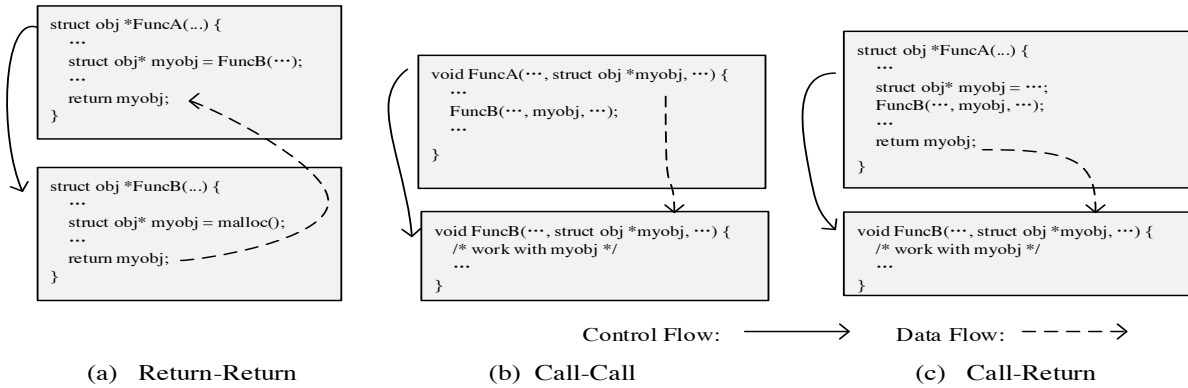 struct obj *FuncA(...) {
...
struct obj* myobj = FuncB(...);
...
return myobj;
}
struct obj *FuncB(...) {
...
struct obj* myobj = malloc();
...
return myobj;
}
(a) Return-Return
void FuncA(..., struct obj *myobj, ...) {
...
FuncB(..., myobj, ...);
...
}
void FuncB(..., struct obj *myobj, ...) {
/* work with myobj */
...
}
(b) Call-Call
struct obj *FuncA(...) {
...
struct obj* myobj = ...;
FuncB(..., myobj, ...);
...
return myobj;
}
void FuncB(..., struct obj *myobj, ...) {
/* work with myobj */
...
}
(c) Call-Return
Control Flow:
Data Flow: